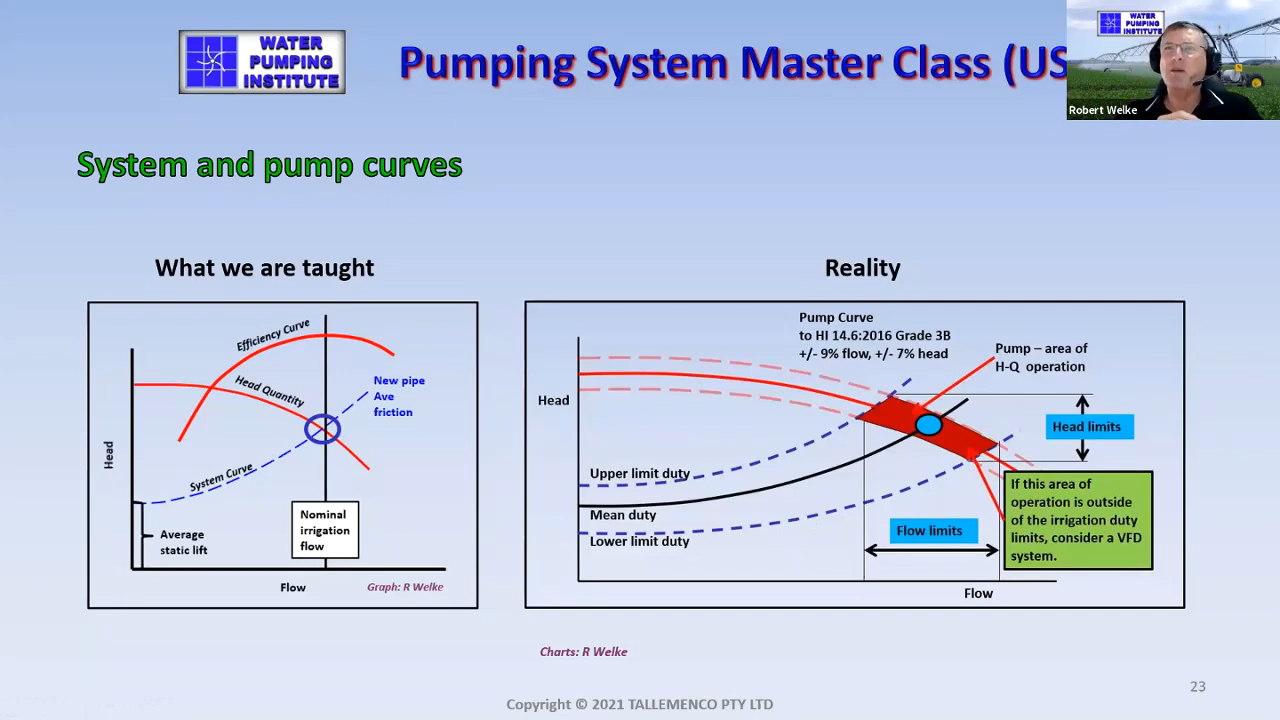 WATER
PUMPING
INSTITUTE
Pumping System Master Class (US
WATER
PUMPING
INSTITUTE
Robert Welke
System and pump curves
What we are taught
Efficiency Curve
Head Quantity
New pipe
Ave
friction
Head
System Curve
Average
static lift
Nominal
irrigation
flow
Flow
Graph: R Welke
Reality
Pump Curve
to HI 14.6:2016 Grade 3B
+/- 9% flow, +/- 7% head
Pump – area of
H-Q operation
Head
Head limits
Upper limit duty
Mean duty
Lower limit duty
Flow limits
If this area of
operation is outside
of the irrigation duty
limits, consider a VFD
system.
Flow
Charts: R Welke
23
Copyright © 2021 TALLEMENCO PTY LTD